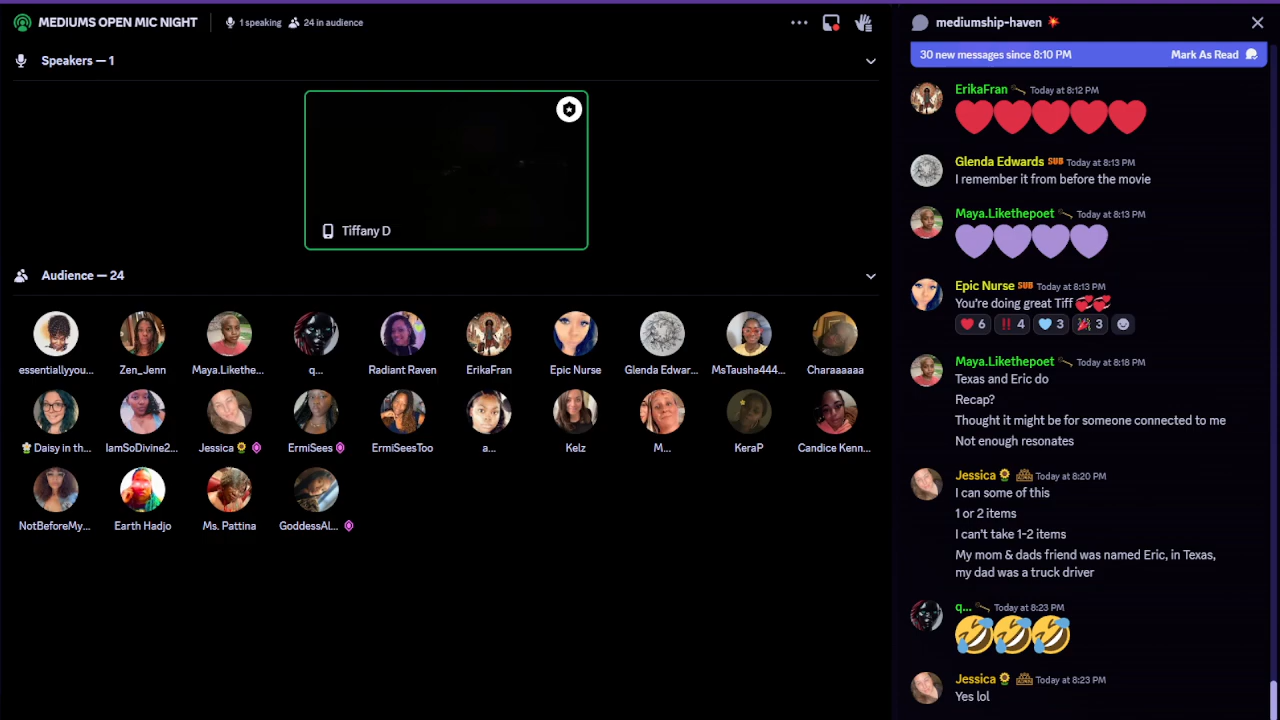 MEDIUMS OPEN MIC NIGHT
1 speaking
24 in audience
Speakers — 1
Tiffany D
Audience — 24
essentiallyyou...
Zen_Jenn
Maya.Likethe...
q...
Radiant Raven
ErikaFran
Epic Nurse
Glenda Edwar...
MsTausha444...
Charaaaaaa
Daisy in th...
IamSoDivine2...
Jessica
ErmiSees
ErmiSeesToo
a...
Kelz
M...
KeraP
Candice Kenn...
NotBeforeMy...
Earth Hadjo
Ms. Pattina
GoddessAl...
mediumship-haven
30 new messages since 8:10 PM
Mark As Read
ErikaFran Today at 8:12 PM
Glenda Edwards SUB Today at 8:13 PM
I remember it from before the movie
Maya.Likethepoet Today at 8:13 PM
Epic Nurse SUB Today at 8:13 PM
You're doing great Tiff
6
4
3
3
Maya.Likethepoet Today at 8:18 PM
Texas and Eric do
Recap?
Thought it might be for someone connected to me
Not enough resonates
Jessica Today at 8:20 PM
I can some of this
1 or 2 items
I can't take 1-2 items
My mom & dads friend was named Eric, in Texas,
my dad was a truck driver
q... Today at 8:23 PM
Jessica Today at 8:23 PM
Yes lol